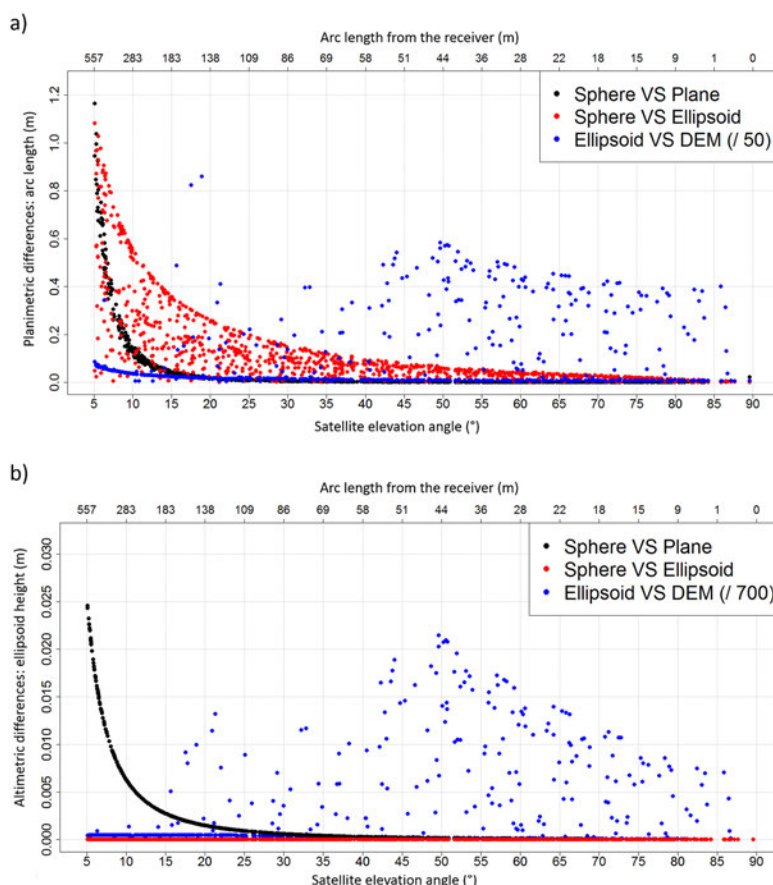 a)
Arc length from the receiver (m)
557 283 183 138 109 86 69 58 51 44 36 28 22 18 15 9 1 0
Planimetric differences: arc length (m)
1.2
1.0
0.8
0.6
0.4
0.2
0.0
Sphere VS Plane
Sphere VS Ellipsoid
Ellipsoid VS DEM (/ 50)
5 10 15 20 25 30 35 40 45 50 55 60 65 70 75 80 85 90
Satellite elevation angle (°)
b)
Arc length from the receiver (m)
557 283 183 138 109 86 69 58 51 44 36 28 22 18 15 9 1 0
Altimetric differences: ellipsoid height (m)
0.030
0.025
0.020
0.015
0.010
0.005
0.000
Sphere VS Plane
Sphere VS Ellipsoid
Ellipsoid VS DEM (/ 700)
5 10 15 20 25 30 35 40 45 50 55 60 65 70 75 80 85 90
Satellite elevation angle (°)